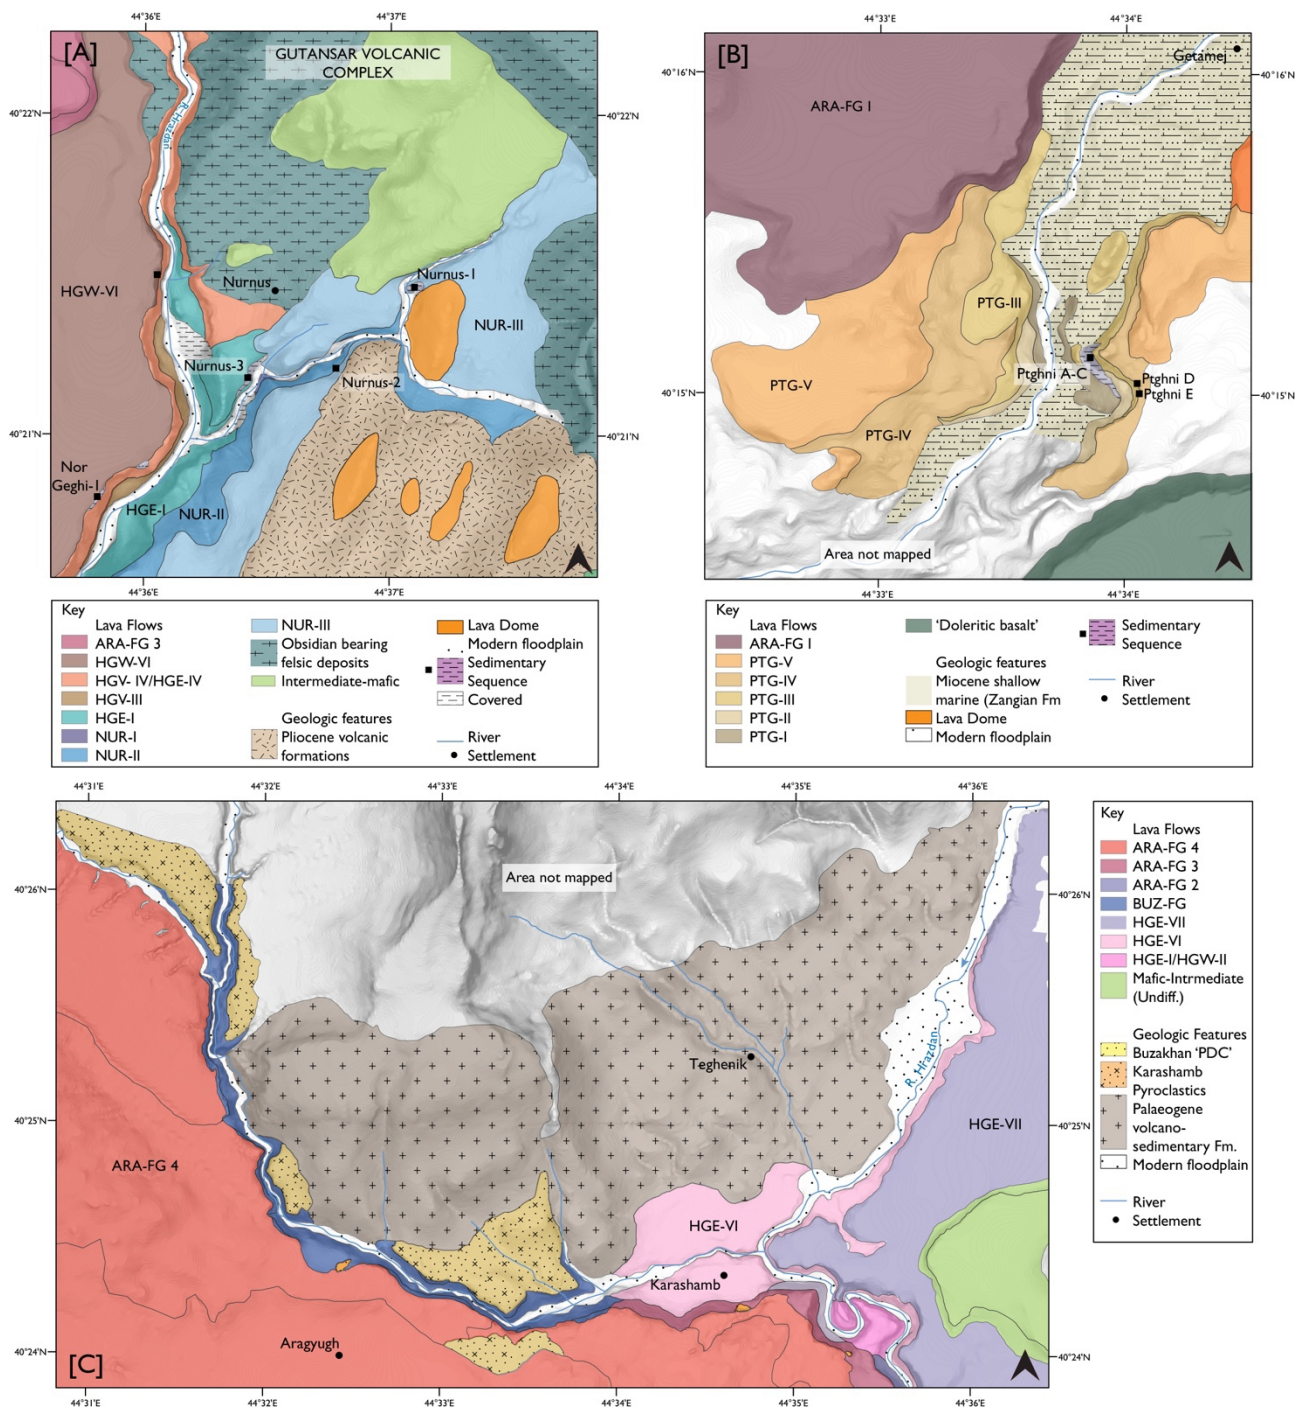 44°36'E
44°37'E
[A]
GUTANSAR VOLCANIC
COMPLEX
R. Hrazdan
40°22'N
40°22'N
HGW-VI
Nurnus
Nurnus-1
NUR-III
Nurnus-3
Nurnus-2
40°21'N
40°21'N
Nor
Geghi-1
HGE-I
NUR-II
44°36'E
44°37'E
Key
Lava Flows
ARA-FG 3
HGW-VI
HGV- IV/HGE-IV
HGV-III
HGE-I
NUR-I
NUR-II
NUR-III
Obsidian bearing
felsic deposits
Intermediate-mafic
Geologic features
Pliocene volcanic
formations
Lava Dome
Modern floodplain
Sedimentary
Sequence
Covered
River
Settlement
44°33'E
44°34'E
[B]
Getamej
40°16'N
40°16'N
ARA-FG I
PTG-III
Ptghni A-C
Ptghni D
Ptghni E
PTG-V
40°15'N
40°15'N
PTG-IV
Area not mapped
44°33'E
44°34'E
Key
Lava Flows
ARA-FG I
PTG-V
PTG-IV
PTG-III
PTG-II
PTG-I
'Doleritic basalt'
Geologic features
Miocene shallow
marine (Zangian Fm
Lava Dome
Modern floodplain
Sedimentary
Sequence
River
Settlement
44°31'E
44°32'E
44°33'E
44°34'E
44°35'E
44°36'E
Area not mapped
40°26'N
40°26'N
Teghenik
R. Hrazdan
40°25'N
40°25'N
HGE-VII
ARA-FG 4
HGE-VI
Karashamb
Aragyugh
40°24'N
40°24'N
[C]
44°31'E
44°32'E
44°33'E
44°34'E
44°35'E
44°36'E
Key
Lava Flows
ARA-FG 4
ARA-FG 3
ARA-FG 2
BUZ-FG
HGE-VII
HGE-VI
HGE-I/HGW-II
Mafic-Intrmediate
(Undiff.)
Geologic Features
Buzakhan 'PDC'
Karashamb
Pyroclastics
Palaeogene
volcano-
sedimentary Fm.
Modern floodplain
River
Settlement